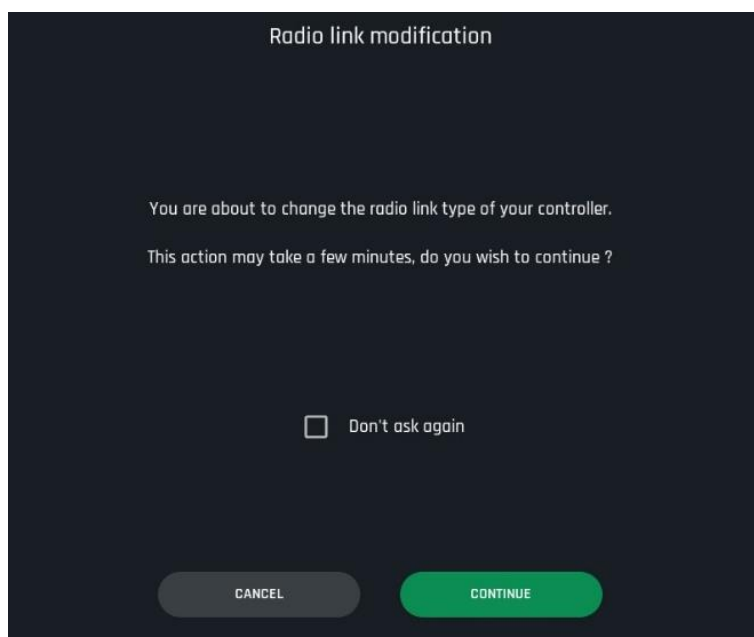 Radio link modification
You are about to change the radio link type of your controller.
This action may take a few minutes, do you wish to continue ?
Don't ask again
CANCEL
CONTINUE